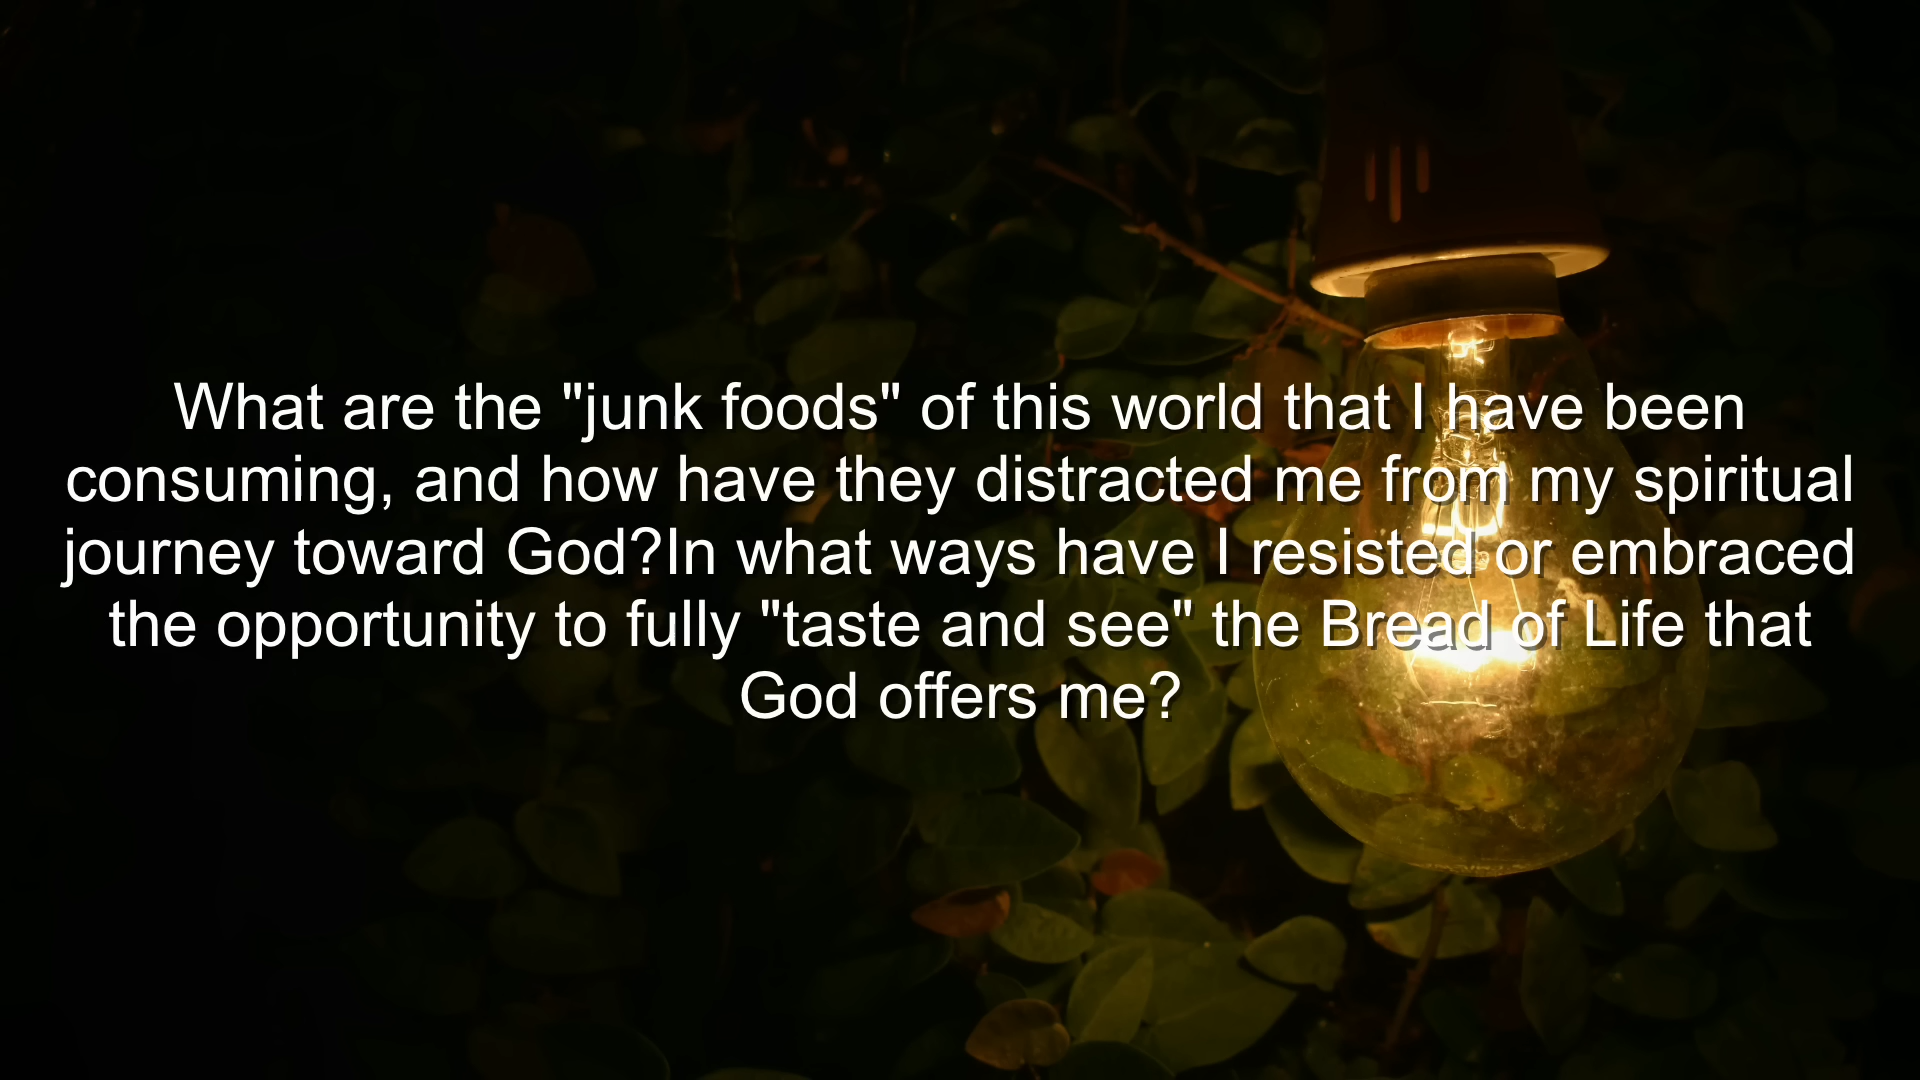 What are the "junk foods" of this world that I have been
consuming, and how have they distracted me from my spiritual
journey toward God?In what ways have I resisted or embraced
the opportunity to fully "taste and see" the Bread of Life that
God offers me?